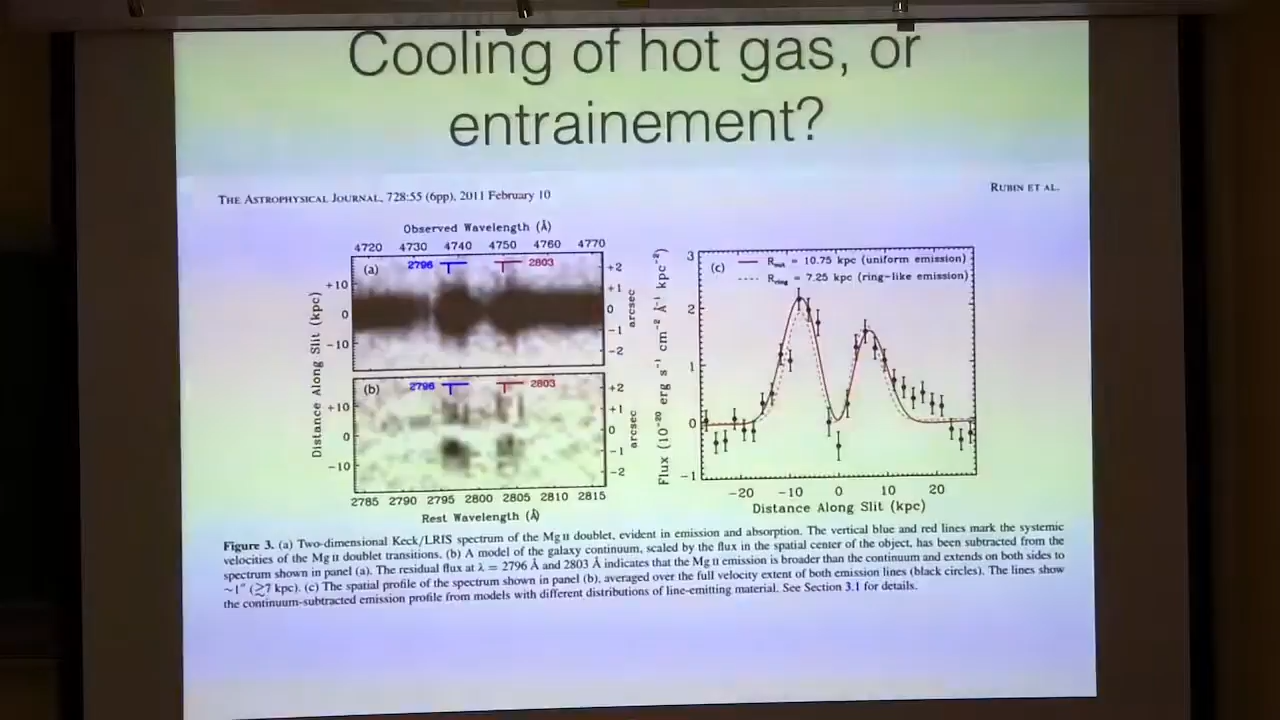 Cooling of hot gas, or
entrainement?
THE ASTROPHYSICAL JOURNAL, 728:55 (6pp), 2011 February 10
RUBIN ET AL.
Observed Wavelength (Å)
4720 4730 4740 4750 4760 4770
(a)
2796
2803
+10
0
-10
+2
+1
0
-1
-2
arcsec
Distance Along Slit (kpc)
(b)
2796
2803
+10
0
-10
+2
+1
0
-1
-2
arcsec
2785 2790 2795 2800 2805 2810 2815
Rest Wavelength (Å)
(c)
R = 10.75 kpc (uniform emission)
Rring = 7.25 kpc (ring-like emission)
3
2
1
0
-1
Flux (10⁻²⁰ erg s⁻¹ cm⁻² Å⁻¹ kpc⁻²)
-20 -10 0 10 20
Distance Along Slit (kpc)
Figure 3. (a) Two-dimensional Keck/LRIS spectrum of the Mg II doublet, evident in emission and absorption. The vertical blue and red lines mark the systemic
velocities of the Mg II doublet transitions. (b) A model of the galaxy continuum, scaled by the flux in the spatial center of the object, has been subtracted from the
spectrum shown in panel (a). The residual flux at λ = 2796 Å and 2803 Å indicates that the Mg II emission is broader than the continuum and extends on both sides to
~1″ (≳7 kpc). (c) The spatial profile of the spectrum shown in panel (b), averaged over the full velocity extent of both emission lines (black circles). The lines show
the continuum-subtracted emission profile from models with different distributions of line-emitting material. See Section 3.1 for details.